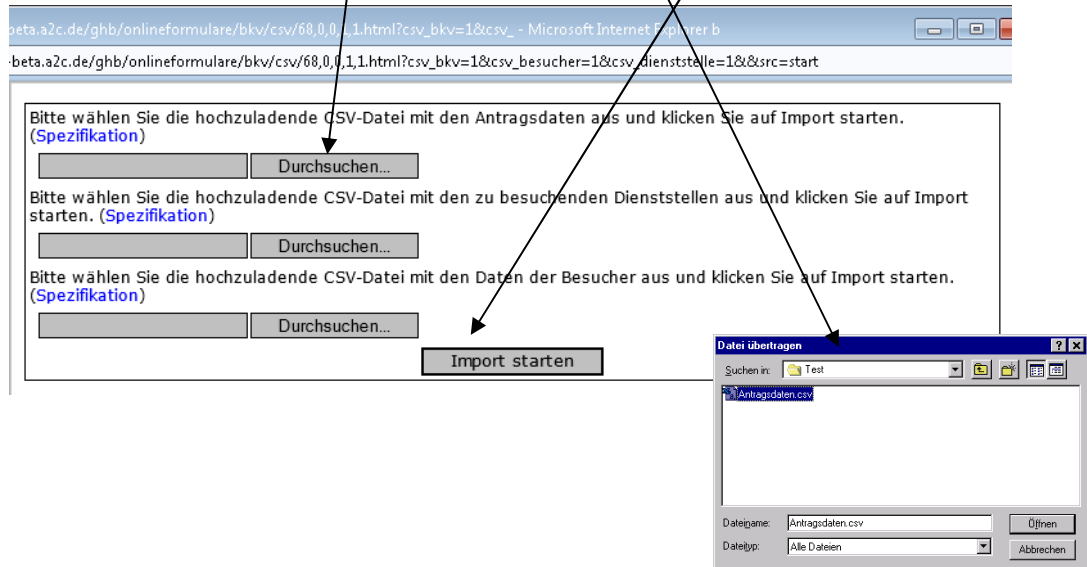 beta.a2c.de/ghb/onlineformulare/bkv/csv/68,0,0,1,1.html?csv_bkv=1&csv_ - Microsoft Internet Explorer b
-beta.a2c.de/ghb/onlineformulare/bkv/csv/68,0,0,1,1.html?csv_bkv=1&csv_besucher=1&csv_dienststelle=1&&src=start
Bitte wählen Sie die hochzuladende CSV-Datei mit den Antragsdaten aus und klicken Sie auf Import starten.
(Spezifikation)
Durchsuchen...
Bitte wählen Sie die hochzuladende CSV-Datei mit den zu besuchenden Dienststellen aus und klicken Sie auf Import
starten. (Spezifikation)
Durchsuchen...
Bitte wählen Sie die hochzuladende CSV-Datei mit den Daten der Besucher aus und klicken Sie auf Import starten.
(Spezifikation)
Durchsuchen...
Import starten
Datei übertragen
Suchen in: Test
Antragsdaten.csv
Dateiname: Antragsdaten.csv Öffnen
Dateityp: Alle Dateien Abbrechen